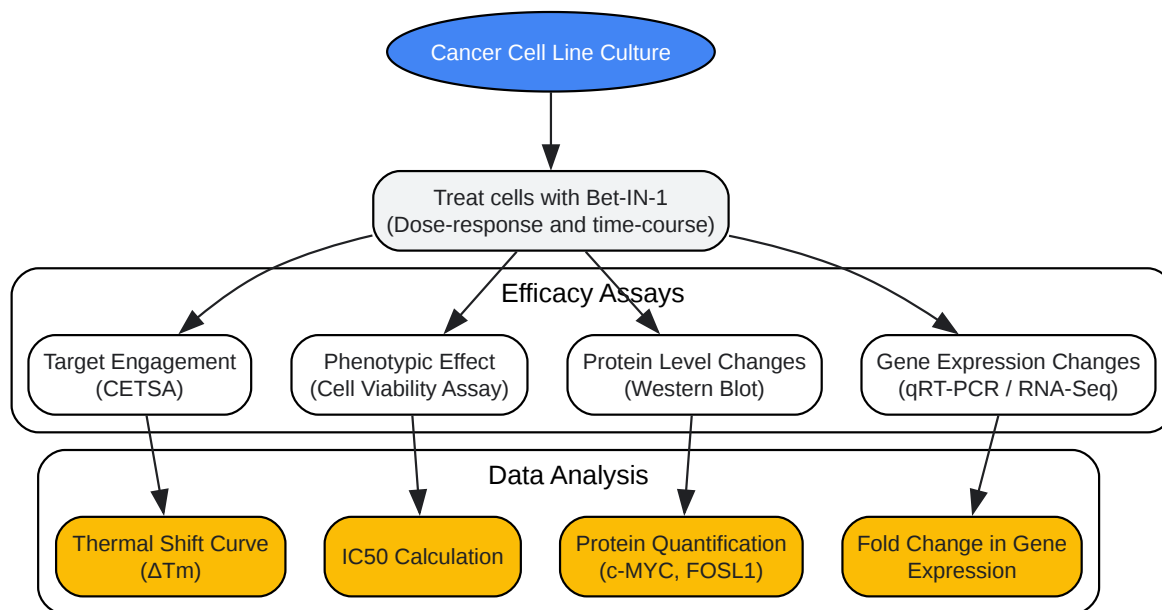 Cancer Cell Line Culture
Treat cells with Bet-IN-1
(Dose-response and time-course)
Efficacy Assays
Target Engagement
(CETSA)
Phenotypic Effect
(Cell Viability Assay)
Protein Level Changes
(Western Blot)
Gene Expression Changes
(qRT-PCR / RNA-Seq)
Data Analysis
Thermal Shift Curve
(ΔTm)
IC50 Calculation
Protein Quantification
(c-MYC, FOSL1)
Fold Change in Gene
Expression